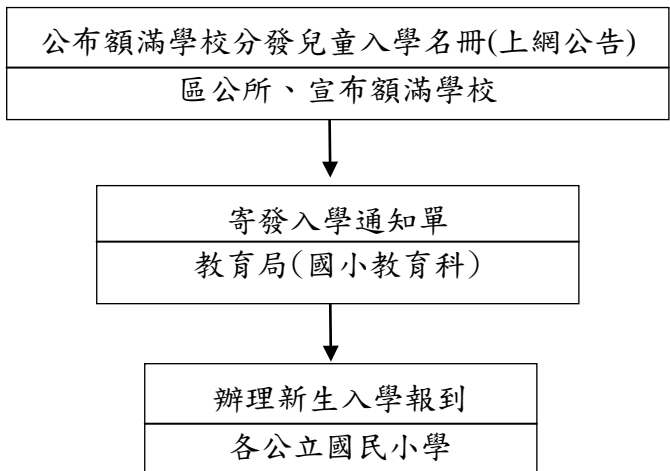 公布額滿學校分發兒童入學名冊(上網公告)
區公所、宣布額滿學校
寄發入學通知單
教育局(國小教育科)
辦理新生入學報到
各公立國民小學